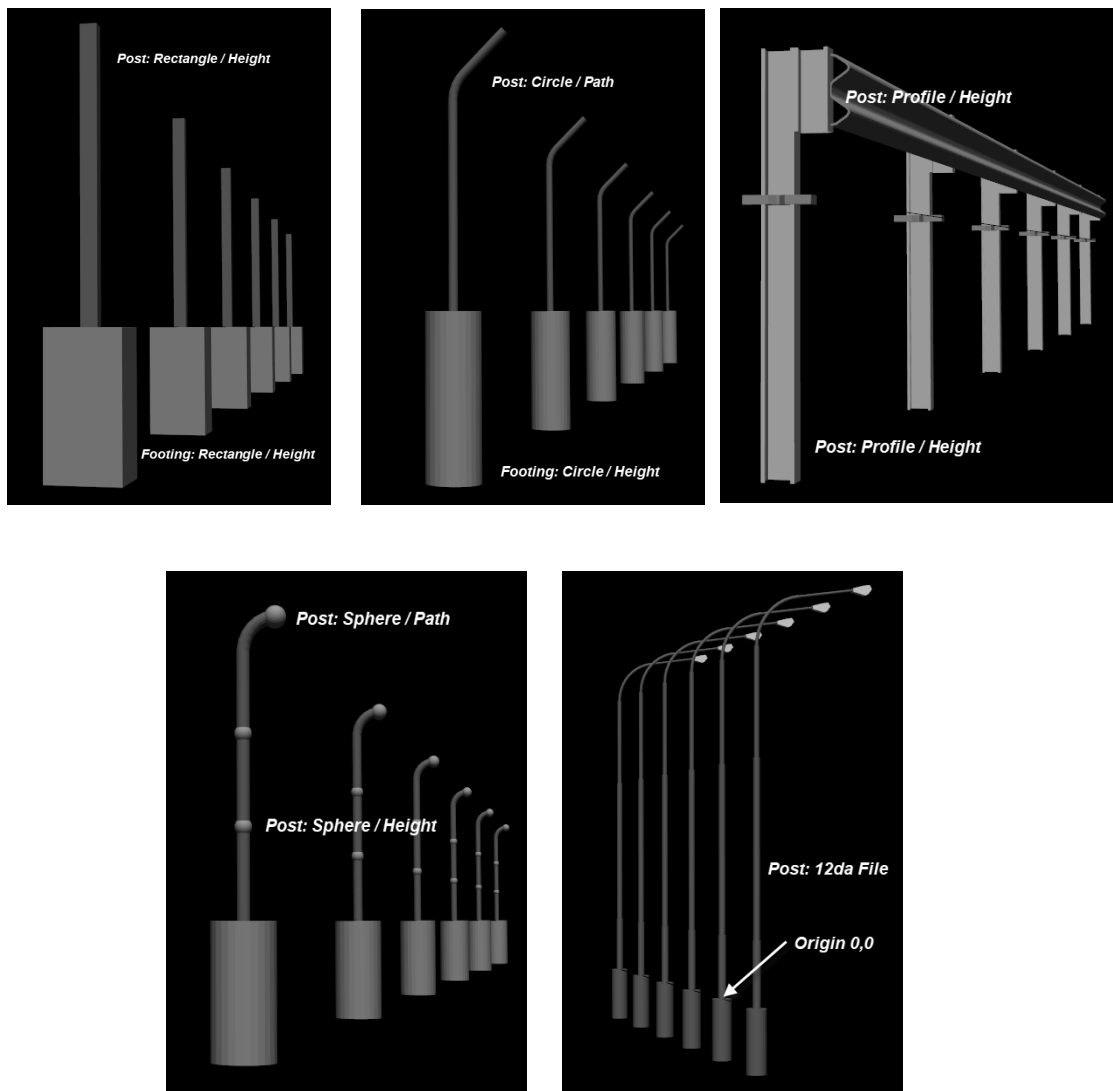 Post: Rectangle / Height
Footing: Rectangle / Height
Post: Circle / Path
Footing: Circle / Height
Post: Profile / Height
Post: Profile / Height
Post: Sphere / Path
Post: Sphere / Height
Post: 12da File
Origin 0,0